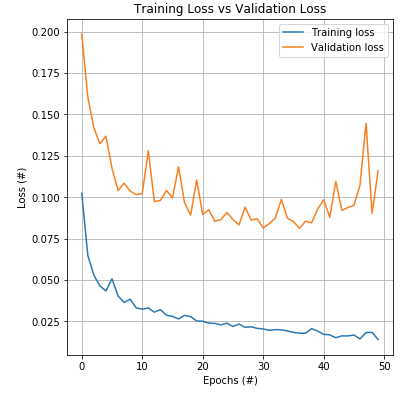 Training Loss vs Validation Loss
Training loss
Validation loss
0.200
0.175
0.150
0.125
0.100
0.075
0.050
0.025
Loss (#)
0 10 20 30 40 50
Epochs (#)